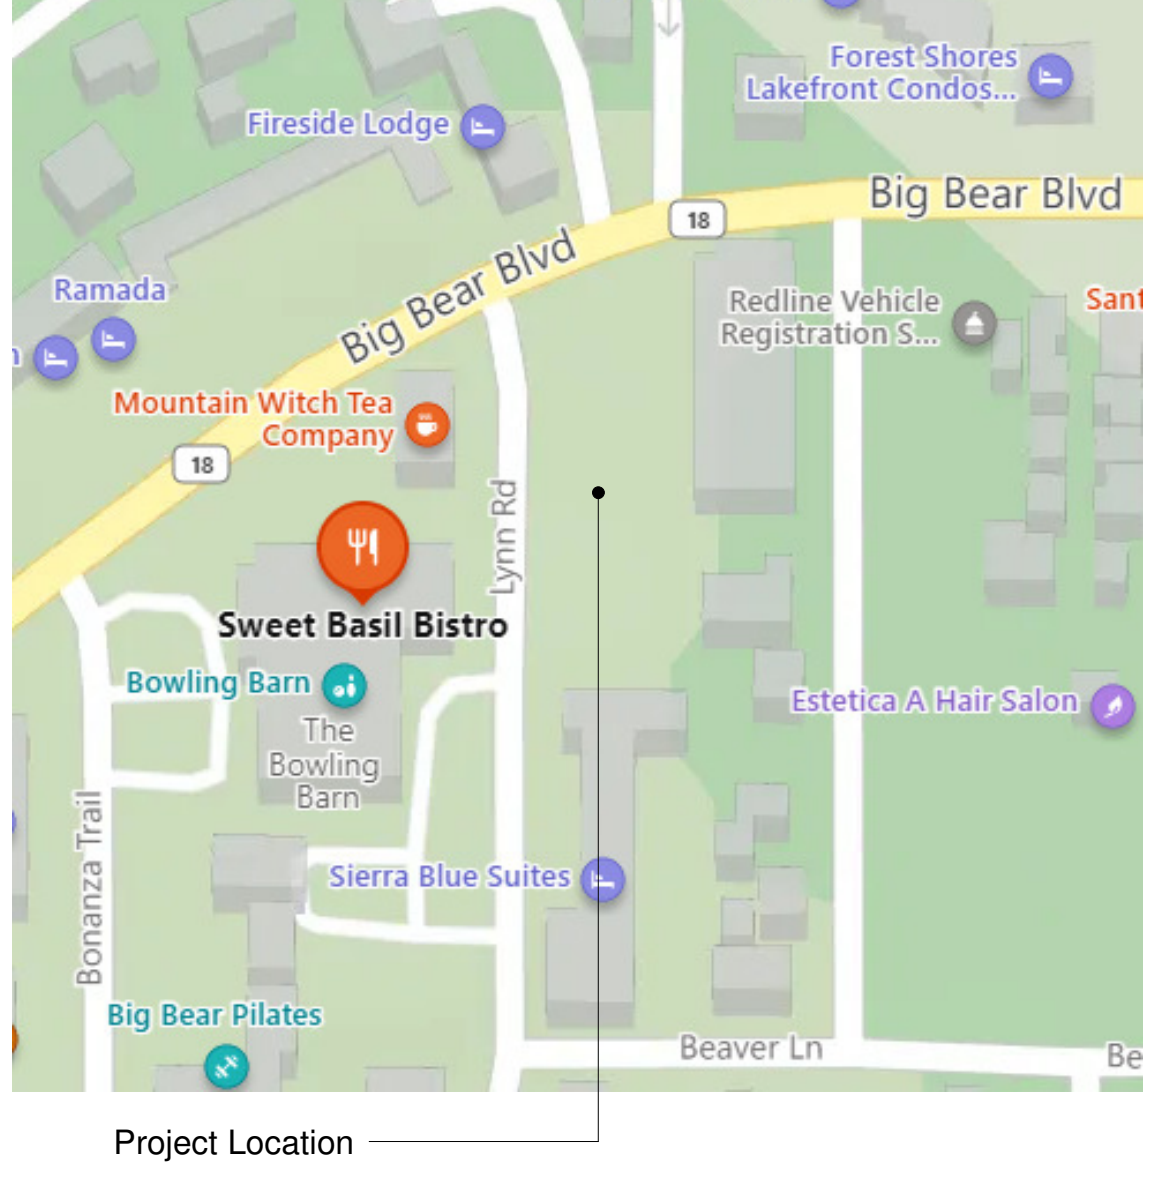 Forest Shores
Lakefront Condos...
Fireside Lodge
Big Bear Blvd
18
Big Bear Blvd
Ramada
n
Redline Vehicle
Registration S...
Sant
Mountain Witch Tea
Company
18
Lynn Rd
Sweet Basil Bistro
Bowling Barn
The
Bowling
Barn
Estetica A Hair Salon
Bonanza Trail
Sierra Blue Suites
Big Bear Pilates
Beaver Ln
Be
Project Location